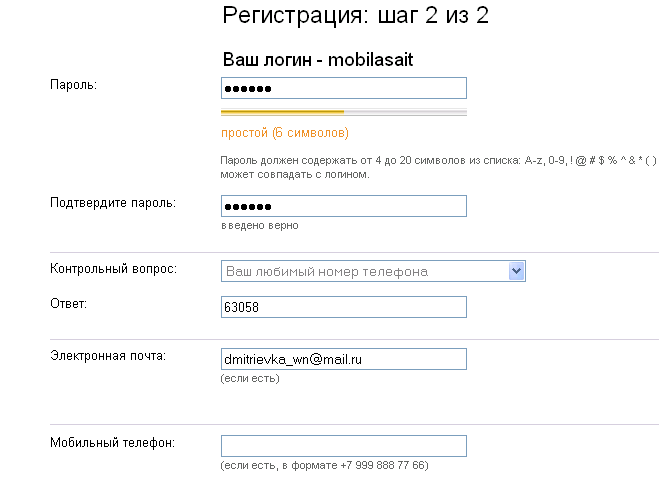 Регистрация: шаг 2 из 2
Ваш логин - mobilasait
Пароль: ●●●●●●
простой (6 символов)
Пароль должен содержать от 4 до 20 символов из списка: A-z, 0-9, ! @ # $ % ^ & * ( )
может совпадать с логином.
Подтвердите пароль: ●●●●●●
введено верно
Контрольный вопрос: Ваш любимый номер телефона
Ответ: 63058
Электронная почта: dmitrievka_wn@mail.ru
(если есть)
Мобильный телефон:
(если есть, в формате +7 999 888 77 66)